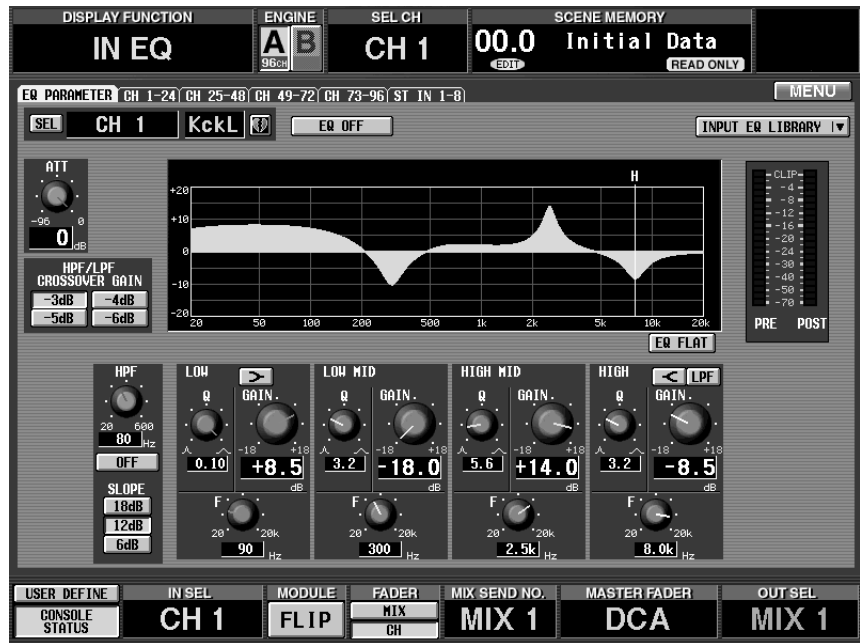 DISPLAY FUNCTION ENGINE SEL CH SCENE MEMORY
IN EQ A B CH 1 00.0 Initial Data
96CH EDIT READ ONLY
EQ PARAMETER CH 1-24 CH 25-48 CH 49-72 CH 73-96 ST IN 1-8 MENU
SEL CH 1 KckL EQ OFF INPUT EQ LIBRARY
ATT
-96 0
0 dB
HPF/LPF
CROSSOVER GAIN
-3dB -4dB
-5dB -6dB
H
+20
+10
0
-10
-20
20 50 100 200 500 1k 2k 5k 10k 20k
EQ FLAT
CLIP
-4
-8
-12
-16
-20
-24
-30
-40
-50
-70
PRE POST
HPF
20 600
80 Hz
OFF
SLOPE
18dB
12dB
6dB
LOW
Q GAIN
-18 +18
0.10 +8.5
dB
F
20 20k
90 Hz
LOW MID
Q GAIN
-18 +18
3.2 -18.0
dB
F
20 20k
300 Hz
HIGH MID
Q GAIN
-18 +18
5.6 +14.0
dB
F
20 20k
2.5k Hz
HIGH LPF
Q GAIN
-18 +18
3.2 -8.5
dB
F
20 20k
8.0k Hz
USER DEFINE IN SEL MODULE FADER MIX SEND NO. MASTER FADER OUT SEL
CONSOLE STATUS CH 1 FLIP MIX CH MIX 1 DCA MIX 1